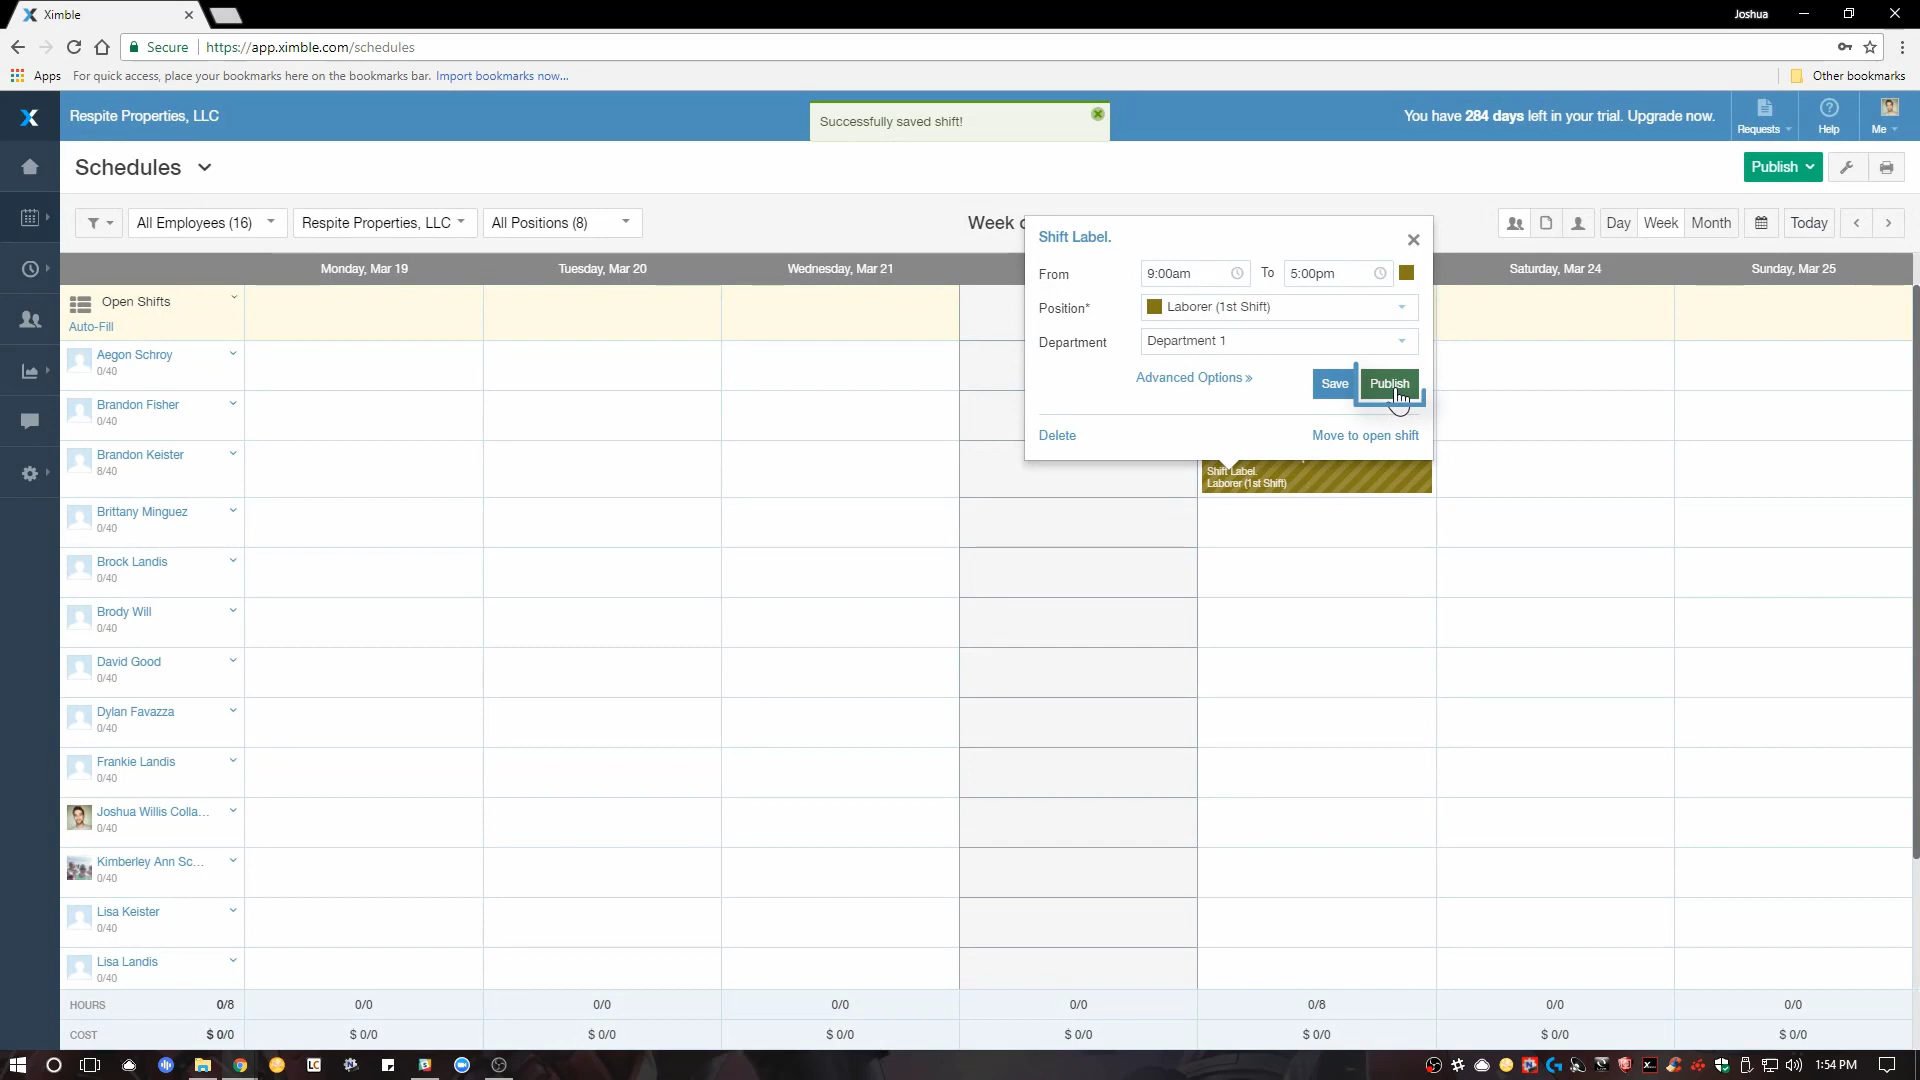 Ximble
Joshua
Secure
https://app.ximble.com/schedules
Apps
For quick access, place your bookmarks here on the bookmarks bar. Import bookmarks now...
Other bookmarks
Respite Properties, LLC
Successfully saved shift!
You have 284 days left in your trial. Upgrade now.
Requests
Help
Me
Schedules
Publish
All Employees (16)
Respite Properties, LLC
All Positions (8)
Week
Day
Week
Month
Today
Monday, Mar 19
Tuesday, Mar 20
Wednesday, Mar 21
Saturday, Mar 24
Sunday, Mar 25
Shift Label.
From
9:00am
To
5:00pm
Position*
Laborer (1st Shift)
Department
Department 1
Advanced Options »
Save
Publish
Delete
Move to open shift
Shift Label.
Laborer (1st Shift)
Open Shifts
Auto-Fill
Aegon Schroy
0/40
Brandon Fisher
0/40
Brandon Keister
8/40
Brittany Minguez
0/40
Brock Landis
0/40
Brody Will
0/40
David Good
0/40
Dylan Favazza
0/40
Frankie Landis
0/40
Joshua Willis Colla...
0/40
Kimberley Ann Sc...
0/40
Lisa Keister
0/40
Lisa Landis
0/40
HOURS 0/8 0/0 0/0 0/0 0/0 0/8 0/0 0/0
COST $ 0/0 $ 0/0 $ 0/0 $ 0/0 $ 0/0 $ 0/0 $ 0/0 $ 0/0
LC
1:54 PM